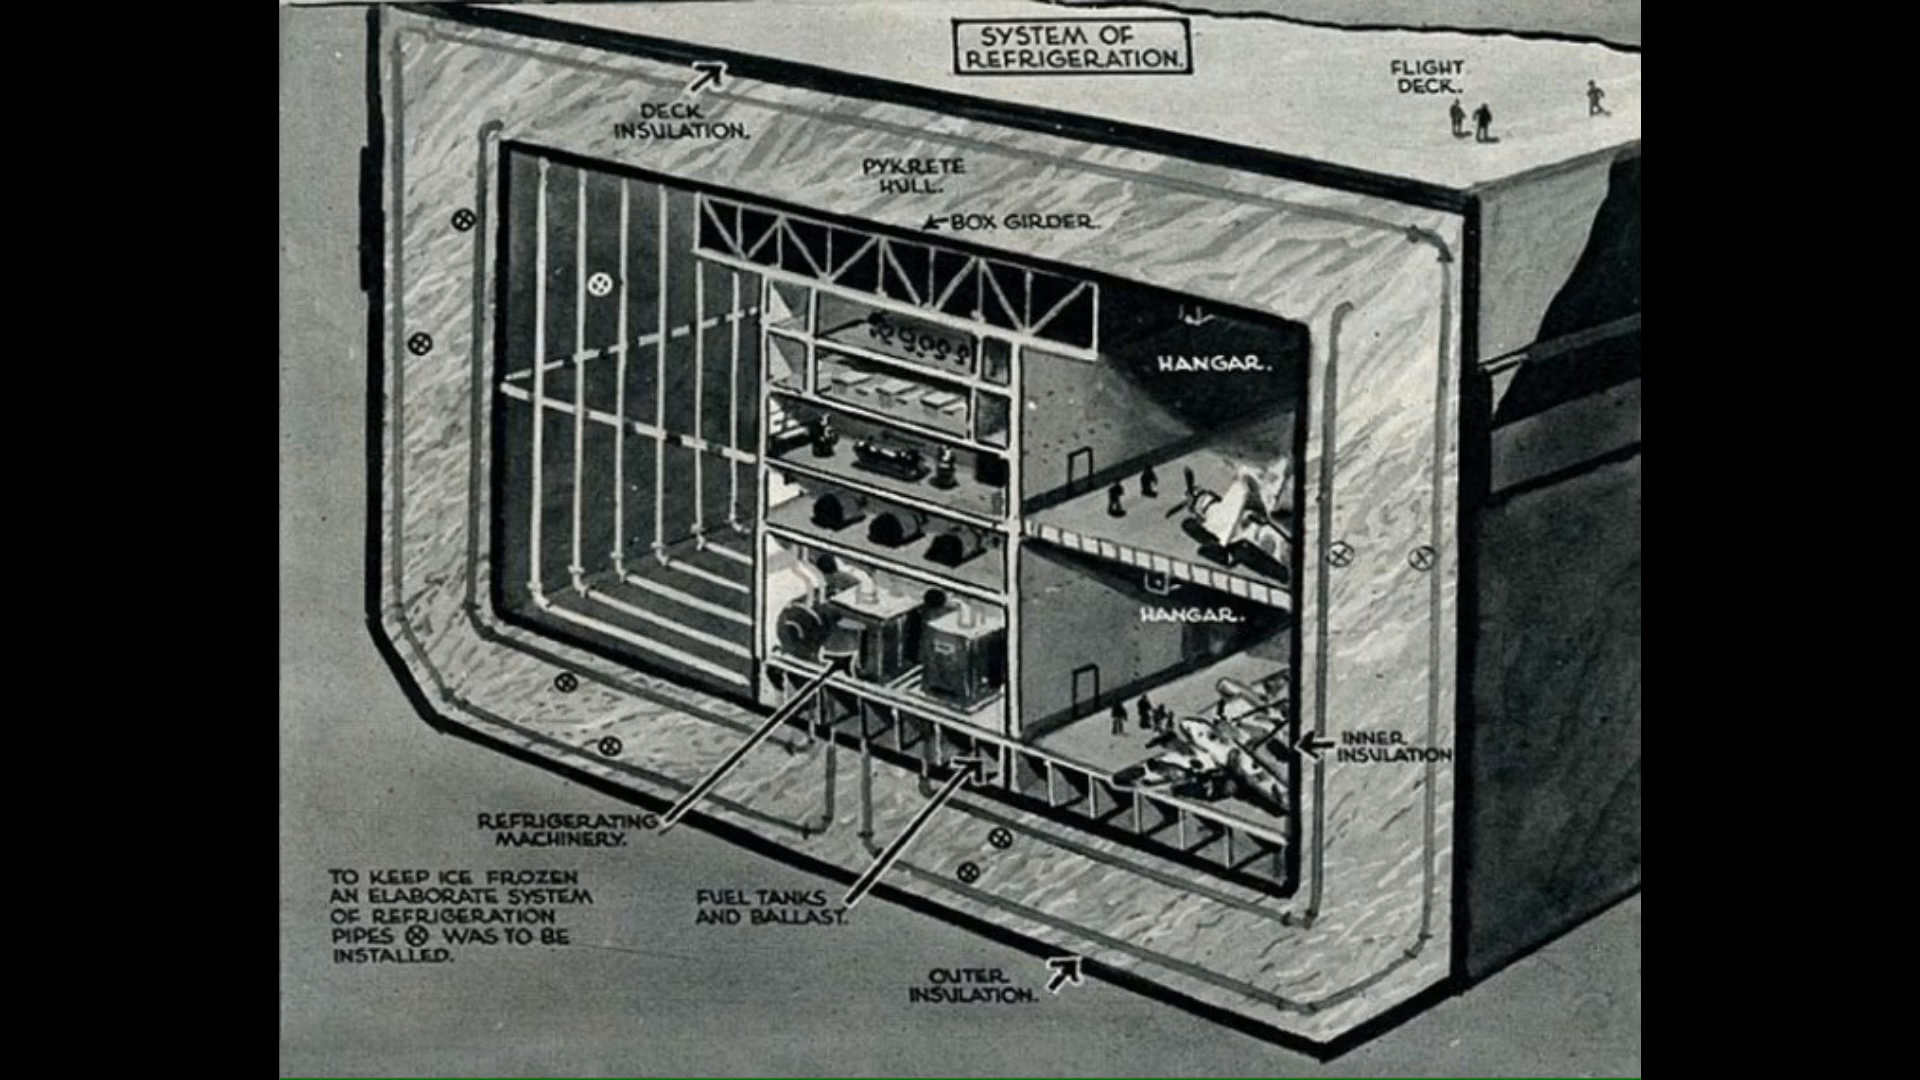 SYSTEM OF
REFRIGERATION.
FLIGHT
DECK.
DECK
INSULATION.
PYKRETE
HULL.
BOX GIRDER.
HANGAR.
HANGAR.
INNER
INSULATION
REFRIGERATING
MACHINERY.
TO KEEP ICE FROZEN
AN ELABORATE SYSTEM
OF REFRIGERATION
PIPES ⊗ WAS TO BE
INSTALLED.
FUEL TANKS
AND BALLAST.
OUTER
INSULATION.